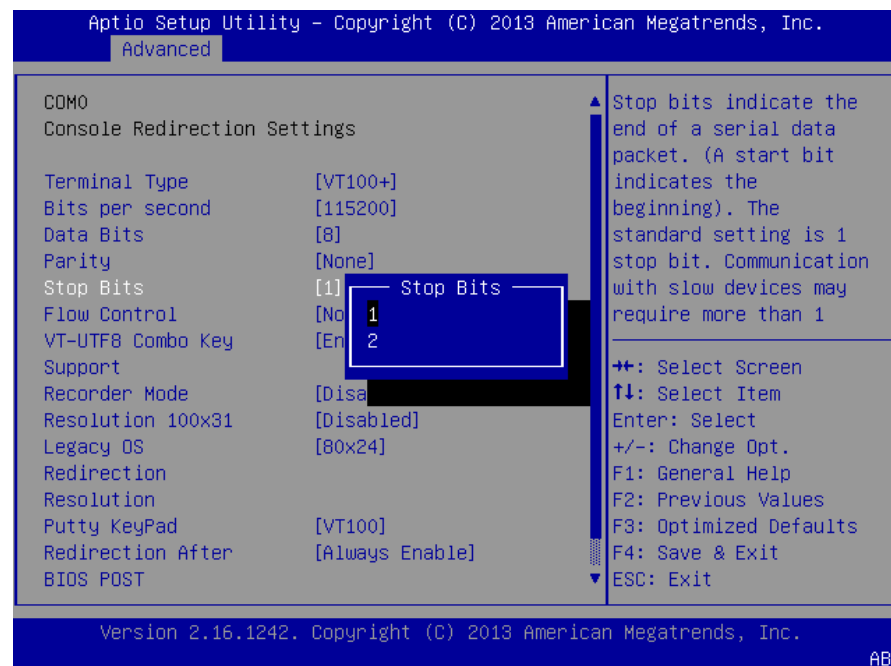 Aptio Setup Utility – Copyright (C) 2013 American Megatrends, Inc.
Advanced
COM0
Console Redirection Settings
Terminal Type [VT100+]
Bits per second [115200]
Data Bits [8]
Parity [None]
Stop Bits [1]
Flow Control [No
VT-UTF8 Combo Key [En
Support
Recorder Mode [Disa
Resolution 100x31 [Disabled]
Legacy OS [80x24]
Redirection
Resolution
Putty KeyPad [VT100]
Redirection After [Always Enable]
BIOS POST
Stop Bits
1
2
Stop bits indicate the
end of a serial data
packet. (A start bit
indicates the
beginning). The
standard setting is 1
stop bit. Communication
with slow devices may
require more than 1
→←: Select Screen
↑↓: Select Item
Enter: Select
+/-: Change Opt.
F1: General Help
F2: Previous Values
F3: Optimized Defaults
F4: Save & Exit
ESC: Exit
Version 2.16.1242. Copyright (C) 2013 American Megatrends, Inc.
AB